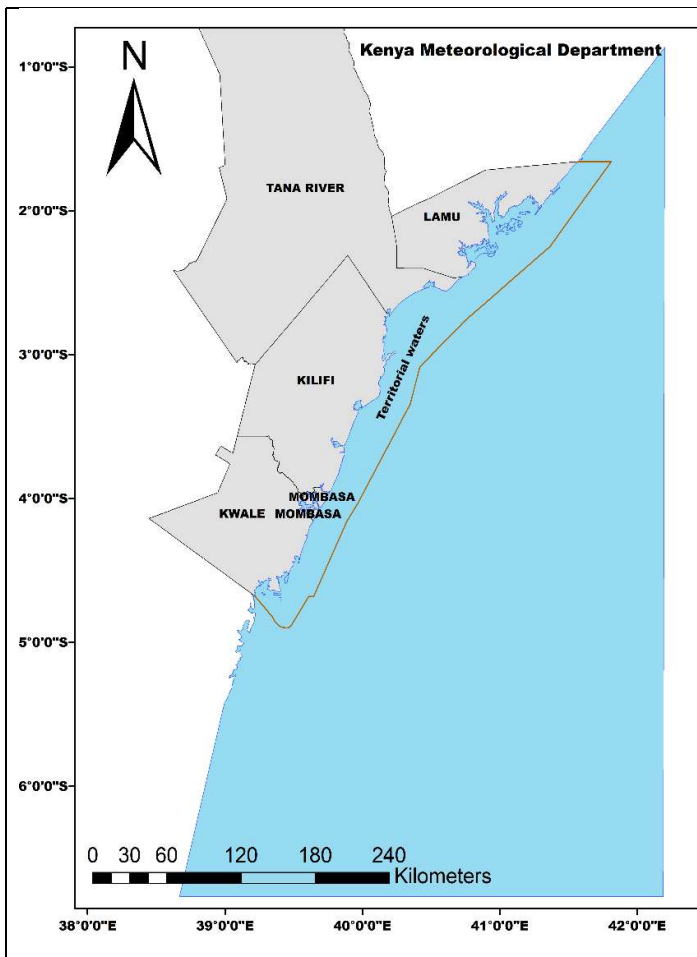 Kenya Meteorological Department
N
1°0'0"S
2°0'0"S
3°0'0"S
4°0'0"S
5°0'0"S
6°0'0"S
TANA RIVER
LAMU
Territorial waters
KILIFI
MOMBASA
KWALE MOMBASA
0 30 60 120 180 240
Kilometers
38°0'0"E 39°0'0"E 40°0'0"E 41°0'0"E 42°0'0"E